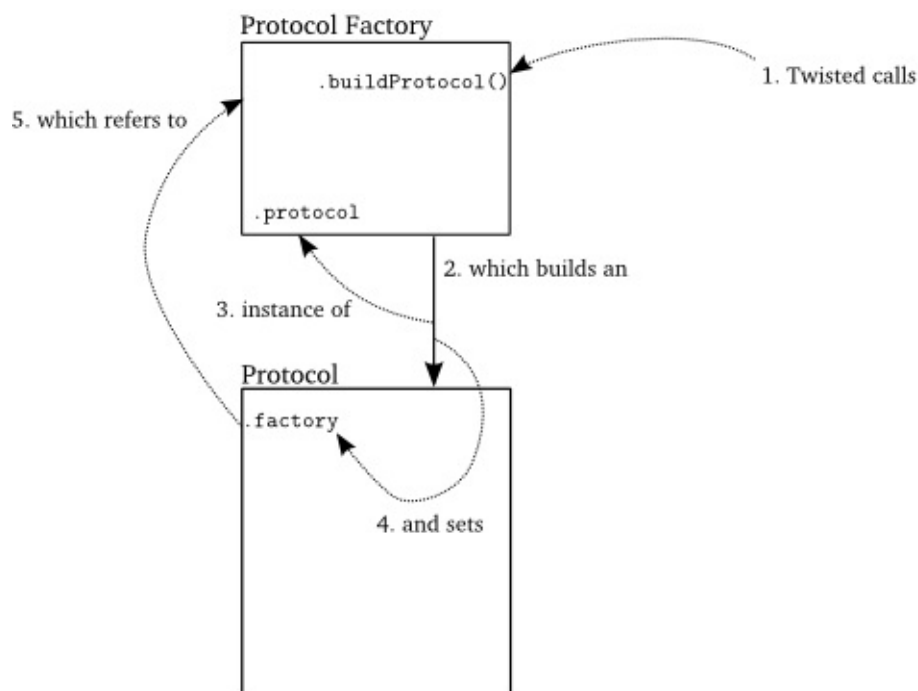 Protocol Factory
.buildProtocol()
1. Twisted calls
5. which refers to
.protocol
2. which builds an
3. instance of
Protocol
.factory
4. and sets